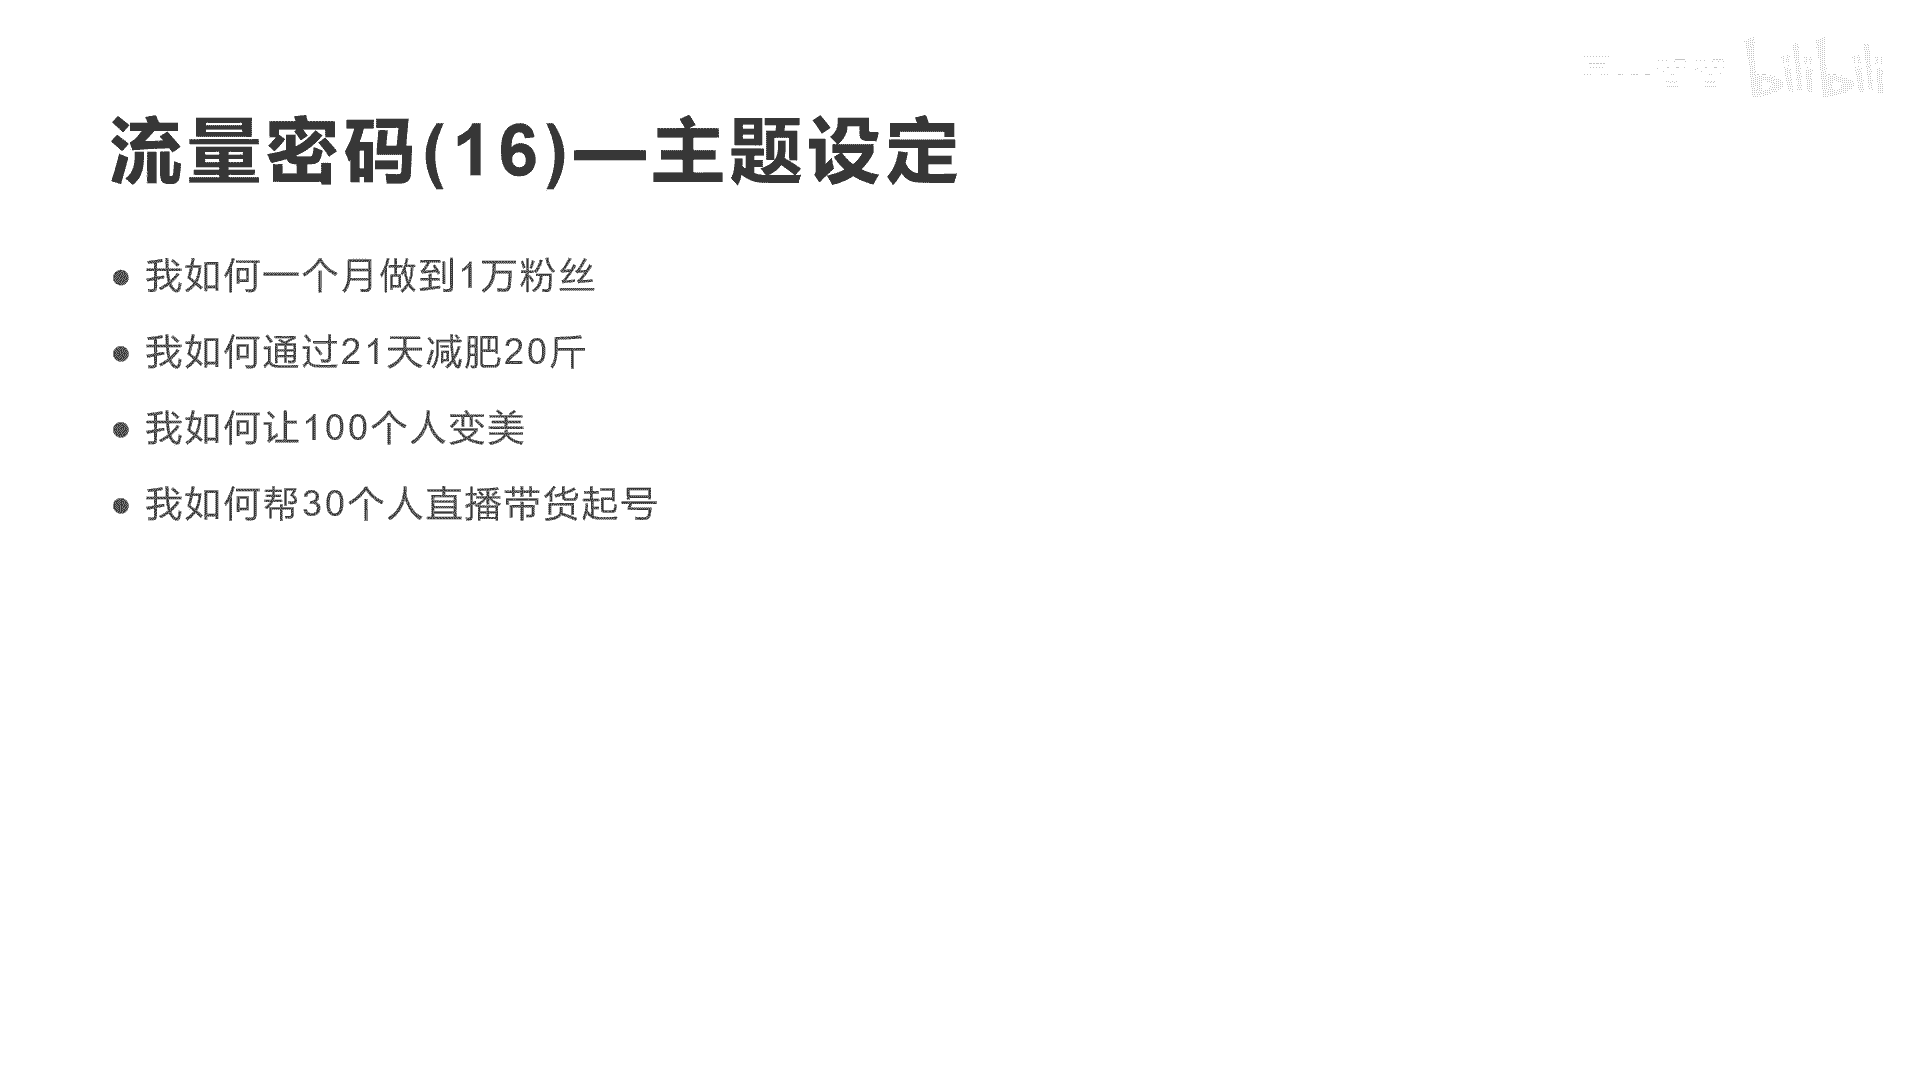 bilibili
流量密码(16)—主题设定
● 我如何一个月做到1万粉丝
● 我如何通过21天减肥20斤
● 我如何让100个人变美
● 我如何帮30个人直播带货起号